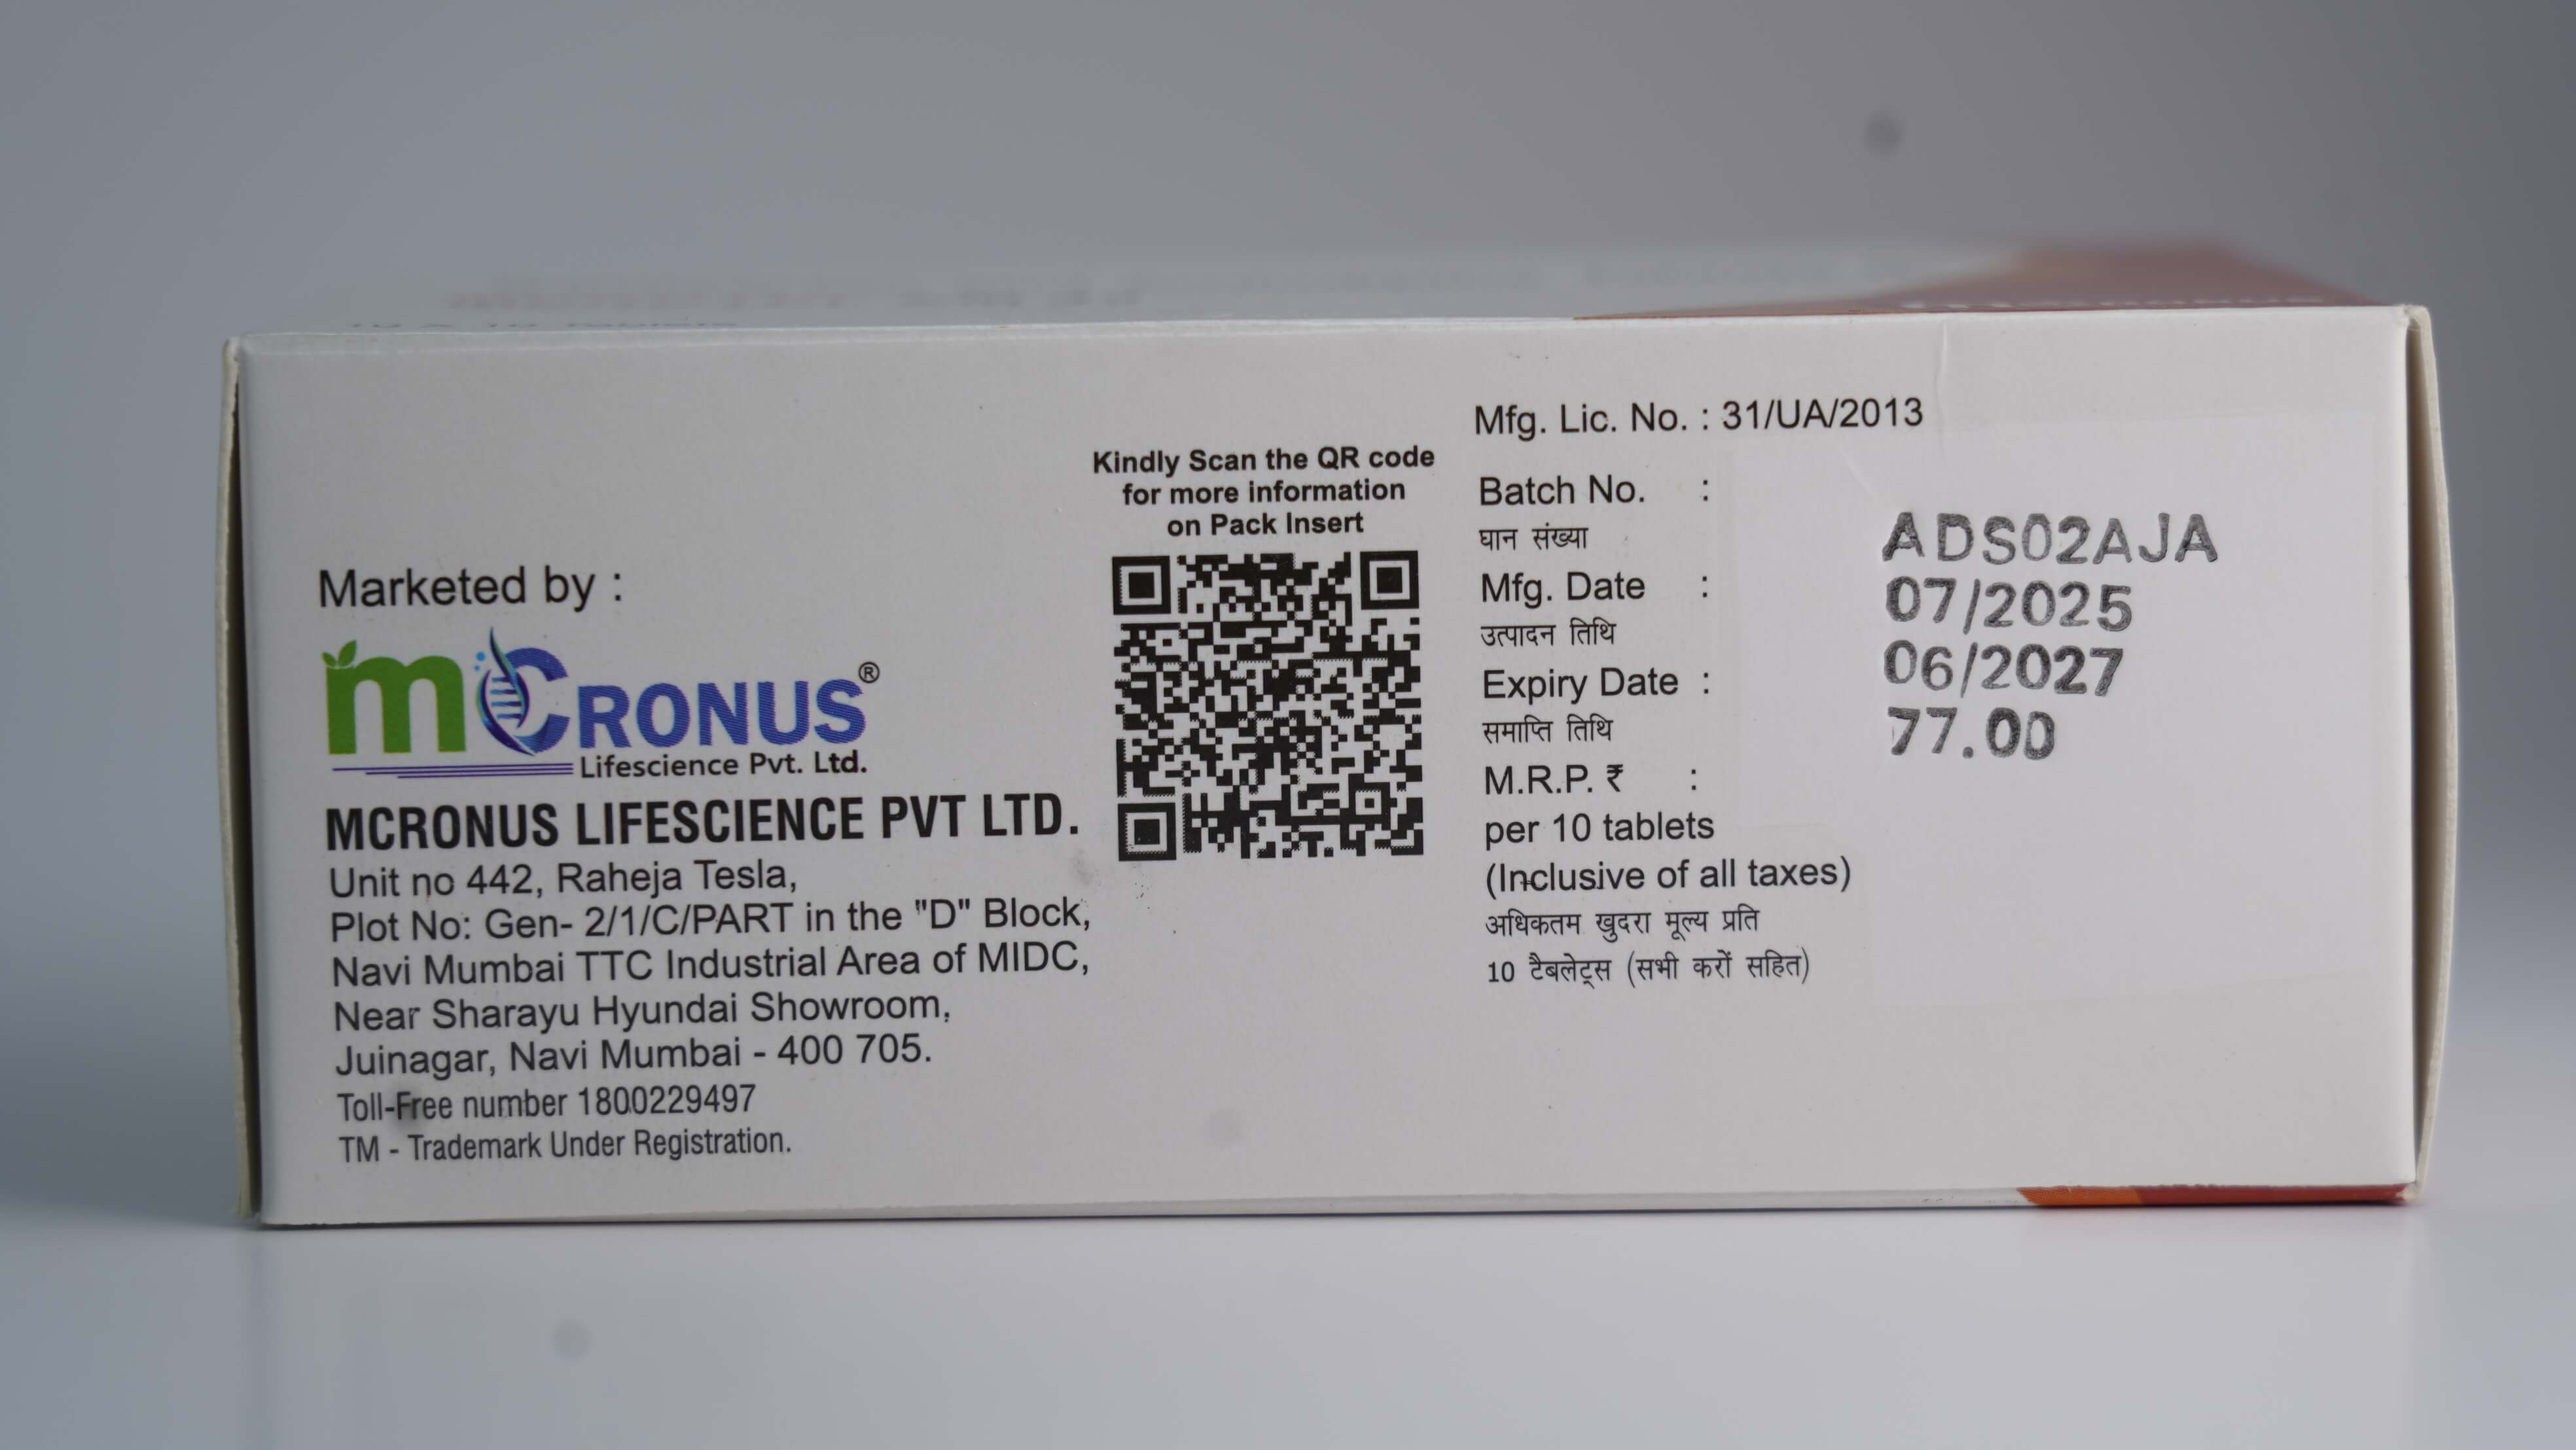 10 X 10 Tablets
Marketed by :
mCRONUS®
Lifescience Pvt. Ltd.
MCRONUS LIFESCIENCE PVT LTD.
Unit no 442, Raheja Tesla,
Plot No: Gen- 2/1/C/PART in the "D" Block,
Navi Mumbai TTC Industrial Area of MIDC,
Near Sharayu Hyundai Showroom,
Juinagar, Navi Mumbai - 400 705.
Toll-Free number 1800229497
TM - Trademark Under Registration.
Kindly Scan the QR code
for more information
on Pack Insert
Mfg. Lic. No. : 31/UA/2013
Batch No. :
घान संख्या
Mfg. Date :
उत्पादन तिथि
Expiry Date :
समाप्ति तिथि
M.R.P. ₹ :
per 10 tablets
(Inclusive of all taxes)
अधिकतम खुदरा मूल्य प्रति
10 टैबलेट्स (सभी करों सहित)
ADS02AJA
07/2025
06/2027
77.00